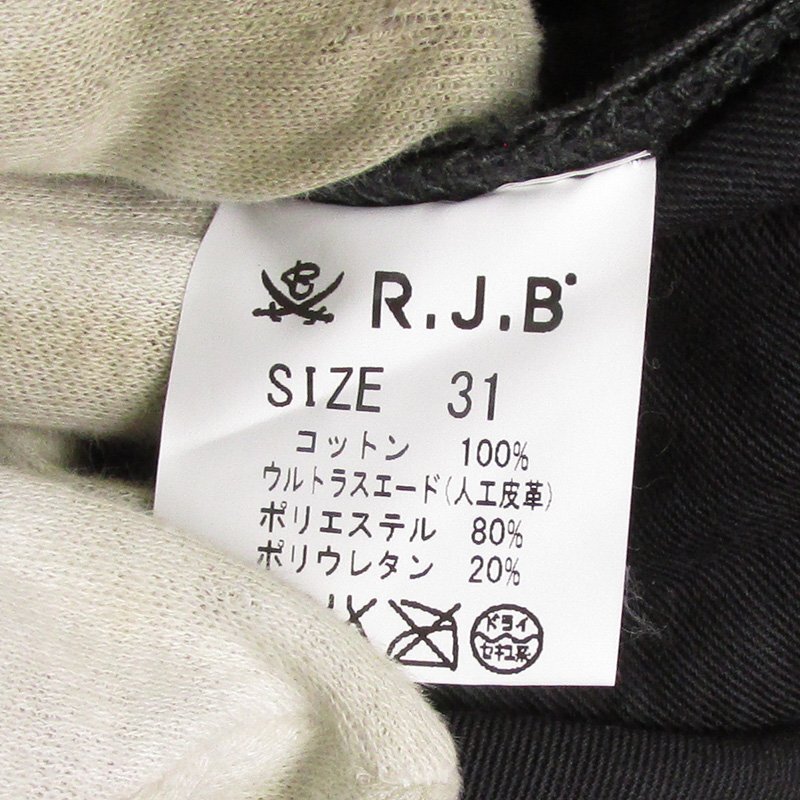 R.J.B
SIZE 31
コットン 100%
ウルトラスエード(人工皮革)
ポリエステル 80%
ポリウレタン 20%
ドライ
セキユ系